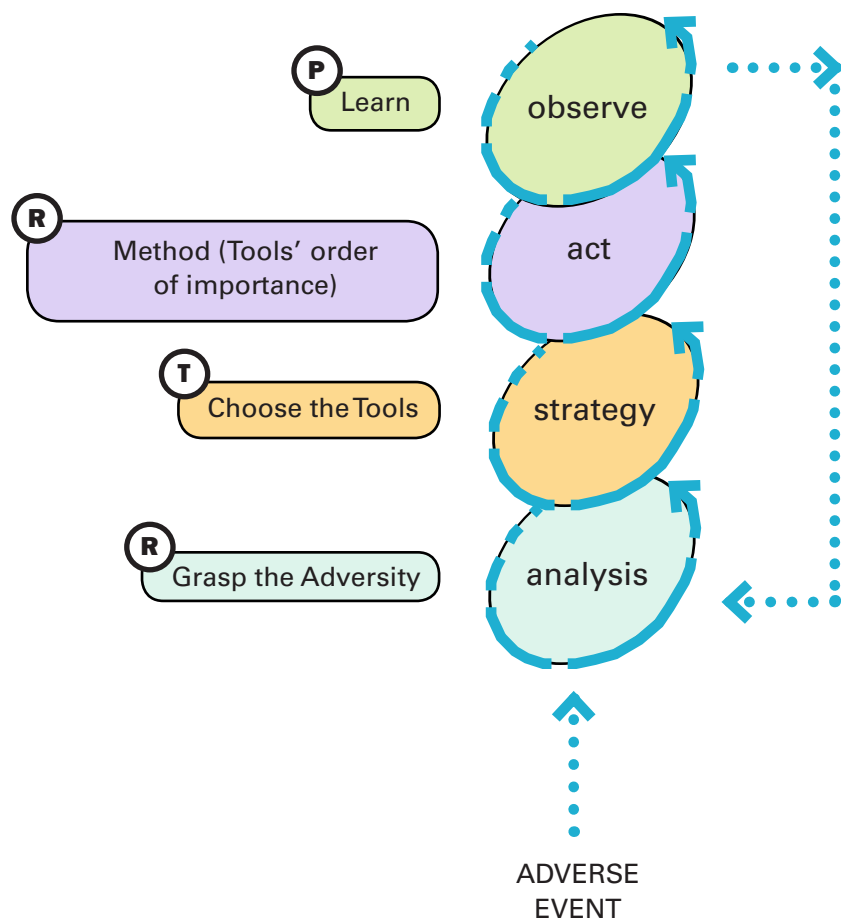 P
Learn
observe
R
Method (Tools’ order
of importance)
act
T
Choose the Tools
strategy
R
Grasp the Adversity
analysis
ADVERSE
EVENT